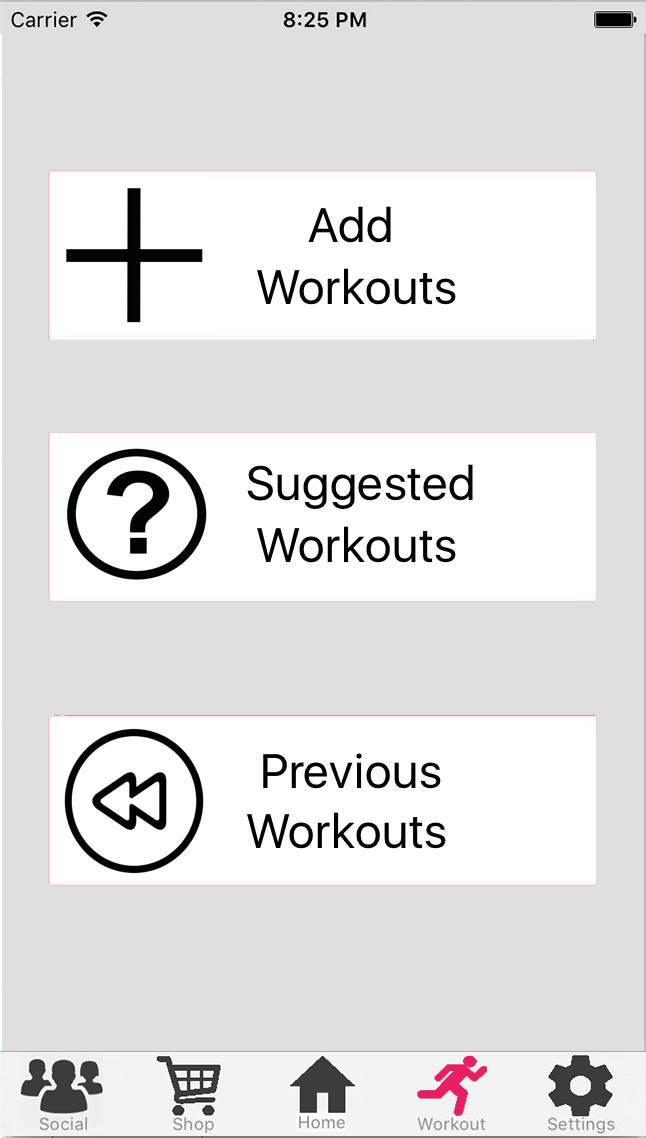 Carrier 8:25 PM
Add
Workouts
?
Suggested
Workouts
Previous
Workouts
Social Shop Home Workout Settings